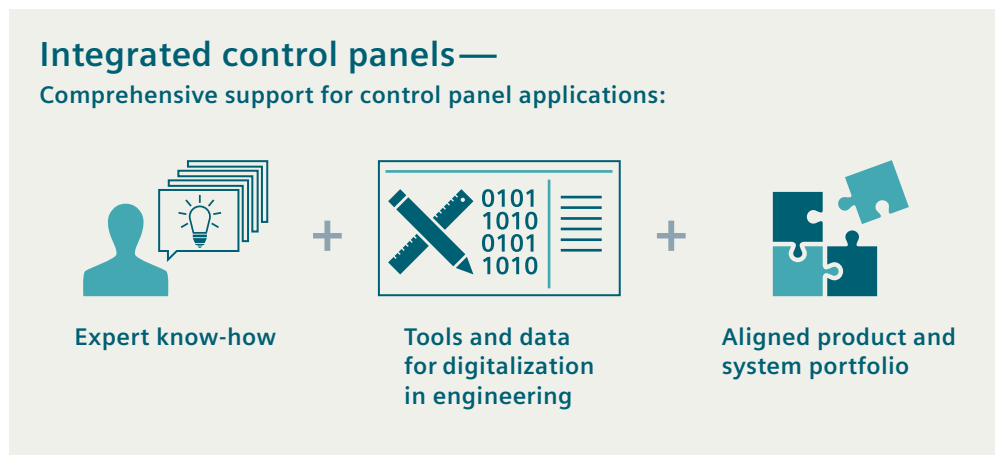 Integrated control panels—
Comprehensive support for control panel applications:
0101
1010
0101
1010
+
+
Expert know-how
Tools and data
for digitalization
in engineering
Aligned product and
system portfolio